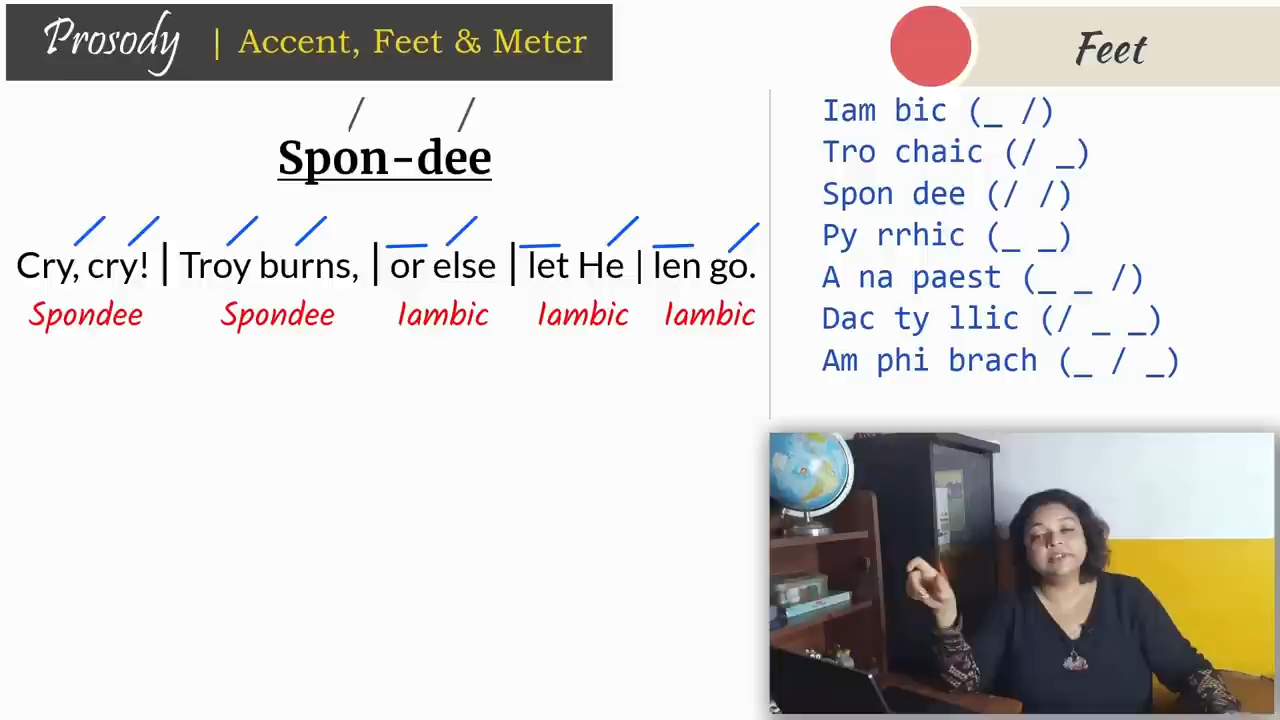 Prosody | Accent, Feet & Meter
Feet
/ /
Spon-dee
Cry, cry! | Troy burns, | or else | let He | len go.
Spondee Spondee Iambic Iambic Iambic
Iam bic (_ /)
Tro chaic (/ _)
Spon dee (/ /)
Py rrhic (_ _)
A na paest (_ _ /)
Dac ty llic (/ _ _)
Am phi brach (_ / _)